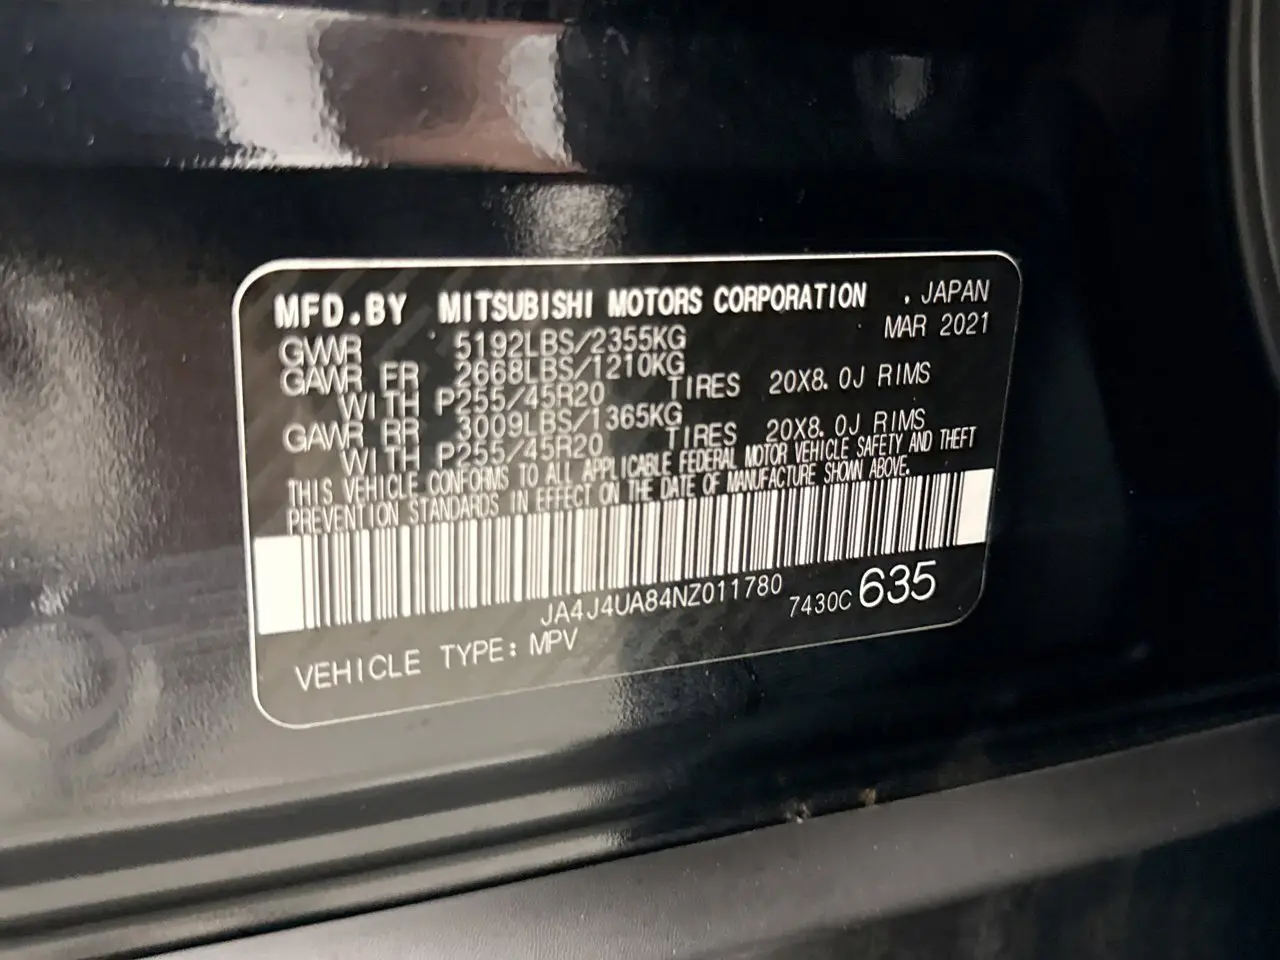 MFD.BY MITSUBISHI MOTORS CORPORATION . JAPAN
MAR 2021
GVWR 5192LBS/2355KG
GAWR FR 2668LBS/1210KG
WITH P255/45R20 TIRES 20X8.0J RIMS
GAWR RR 3009LBS/1365KG
WITH P255/45R20 TIRES 20X8.0J RIMS
THIS VEHICLE CONFORMS TO ALL APPLICABLE FEDERAL MOTOR VEHICLE SAFETY AND THEFT
PREVENTION STANDARDS IN EFFECT ON THE DATE OF MANUFACTURE SHOWN ABOVE.
JA4J4UA84NZ011780 7430C 635
VEHICLE TYPE: MPV